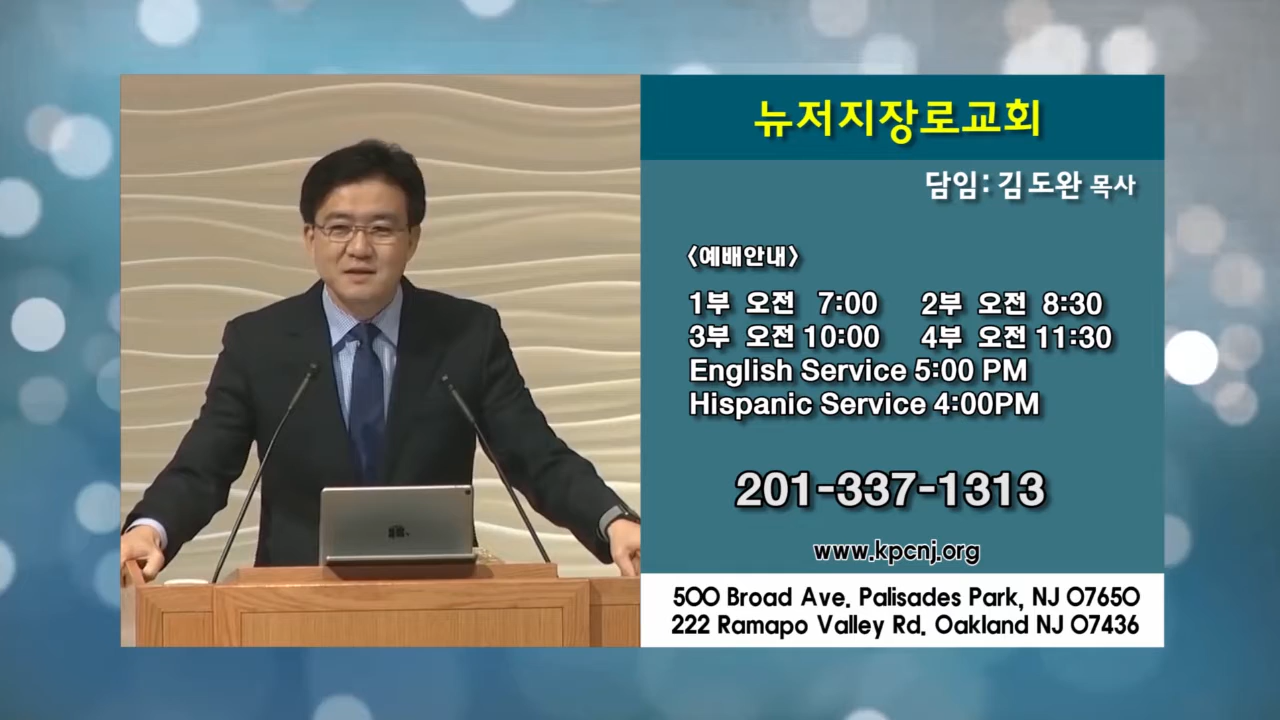 뉴저지장로교회
담임: 김도완 목사
<예배안내>
1부 오전 7:00 2부 오전 8:30
3부 오전 10:00 4부 오전 11:30
English Service 5:00 PM
Hispanic Service 4:00PM
201-337-1313
www.kpcnj.org
500 Broad Ave. Palisades Park, NJ 07650
222 Ramapo Valley Rd. Oakland NJ 07436